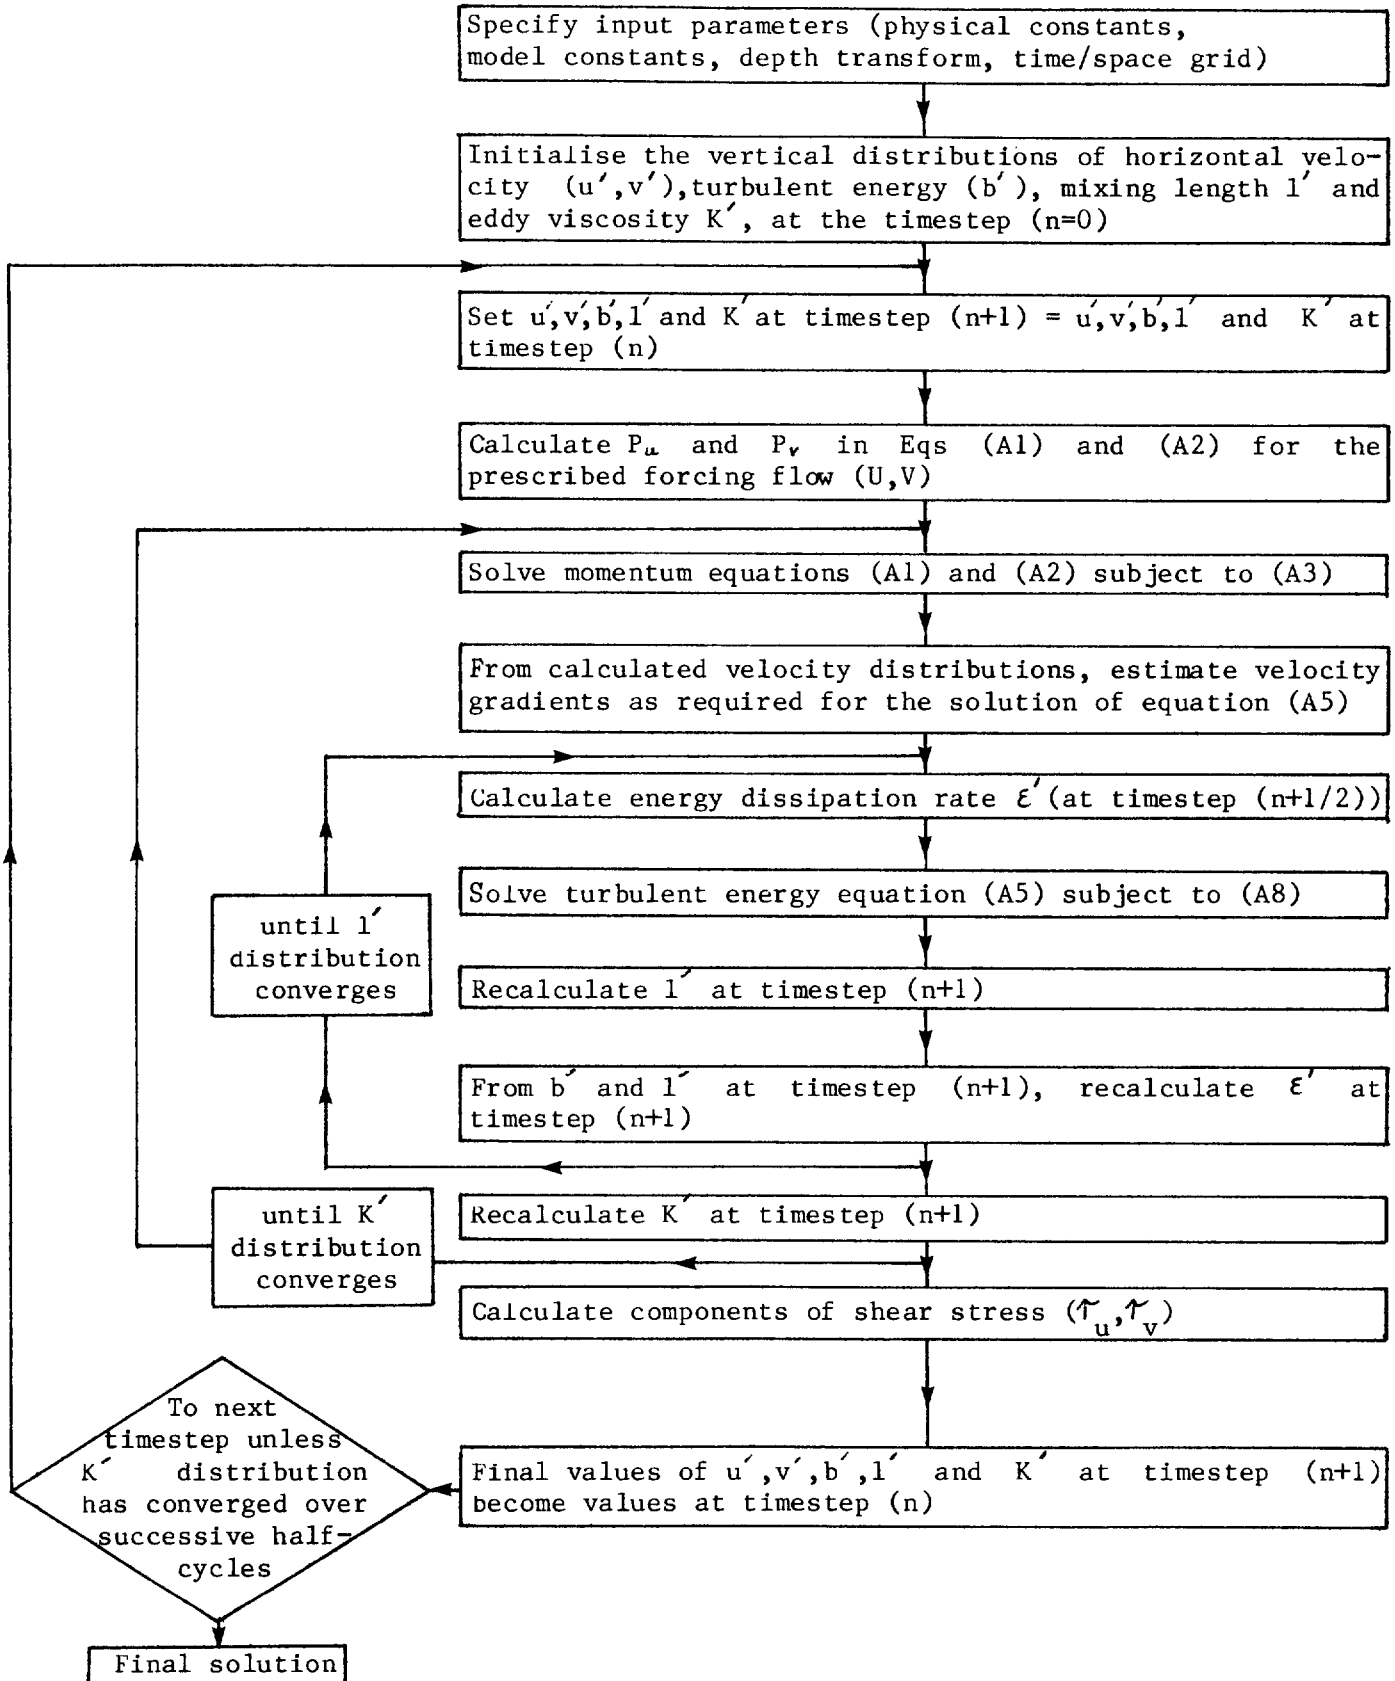 Specify input parameters (physical constants,
model constants, depth transform, time/space grid)
Initialise the vertical distributions of horizontal velo-
city (u′,v′),turbulent energy (b′), mixing length l′ and
eddy viscosity K′, at the timestep (n=0)
Set u′,v′,b′,l′ and K′ at timestep (n+1) = u′,v′,b′,l′ and K′ at
timestep (n)
Calculate Pᵤ and Pᵥ in Eqs (A1) and (A2) for the
prescribed forcing flow (U,V)
Solve momentum equations (A1) and (A2) subject to (A3)
From calculated velocity distributions, estimate velocity
gradients as required for the solution of equation (A5)
Calculate energy dissipation rate ε′(at timestep (n+1/2))
Solve turbulent energy equation (A5) subject to (A8)
until l′
distribution
converges
Recalculate l′ at timestep (n+1)
From b′ and l′ at timestep (n+1), recalculate ε′ at
timestep (n+1)
until K′
distribution
converges
Recalculate K′ at timestep (n+1)
Calculate components of shear stress (τᵤ,τᵥ)
To next
timestep unless
K′ distribution
has converged over
successive half-
cycles
Final values of u′,v′,b′,l′ and K′ at timestep (n+1)
become values at timestep (n)
Final solution